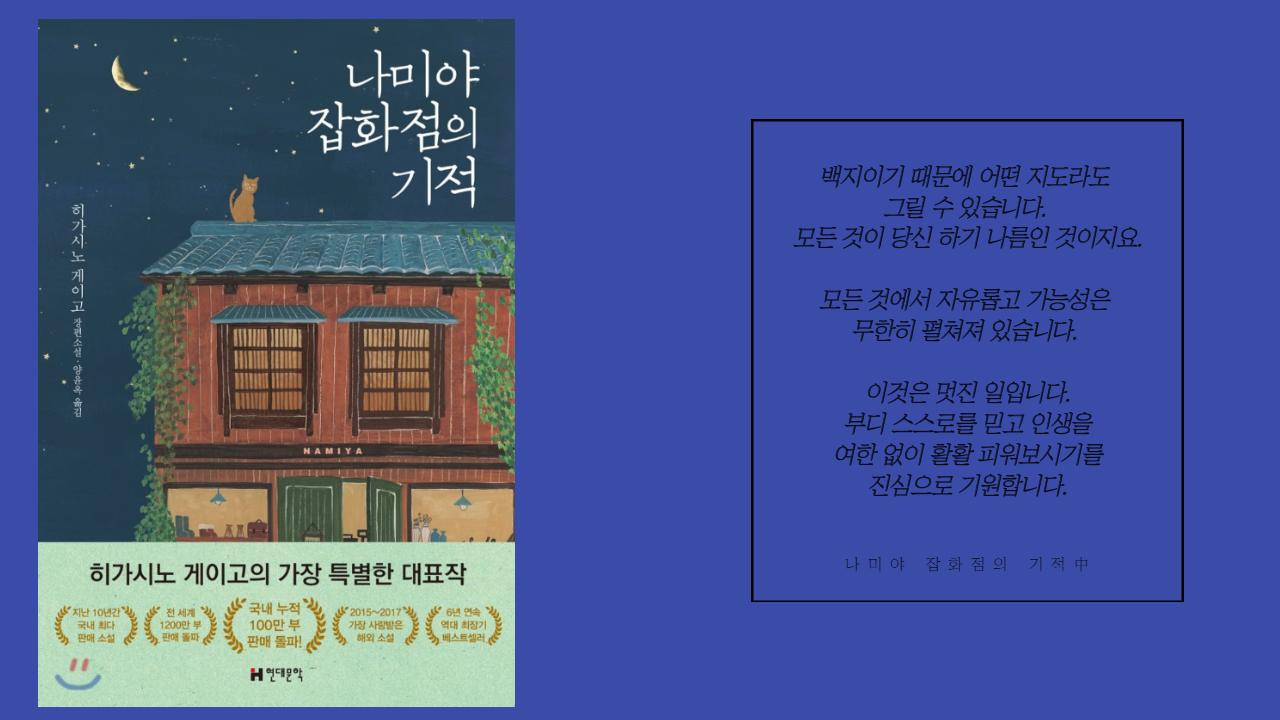 나미야
잡화점의
기적
히가시노 게이고 장편소설·양윤옥 옮김
NAMIYA
히가시노 게이고의 가장 특별한 대표작
지난 10년간
국내 최다
판매 소설
전 세계
1200만 부
판매 돌파
국내 누적
100만 부
판매 돌파!
2015~2017
가장 사랑받은
해외 소설
6년 연속
역대 최장기
베스트셀러
현대문학
백지이기 때문에 어떤 지도라도
그릴 수 있습니다.
모든 것이 당신 하기 나름인 것이지요.
모든 것에서 자유롭고 가능성은
무한히 펼쳐져 있습니다.
이것은 멋진 일입니다.
부디 스스로를 믿고 인생을
여한 없이 활활 피워보시기를
진심으로 기원합니다.
나미야 잡화점의 기적 中